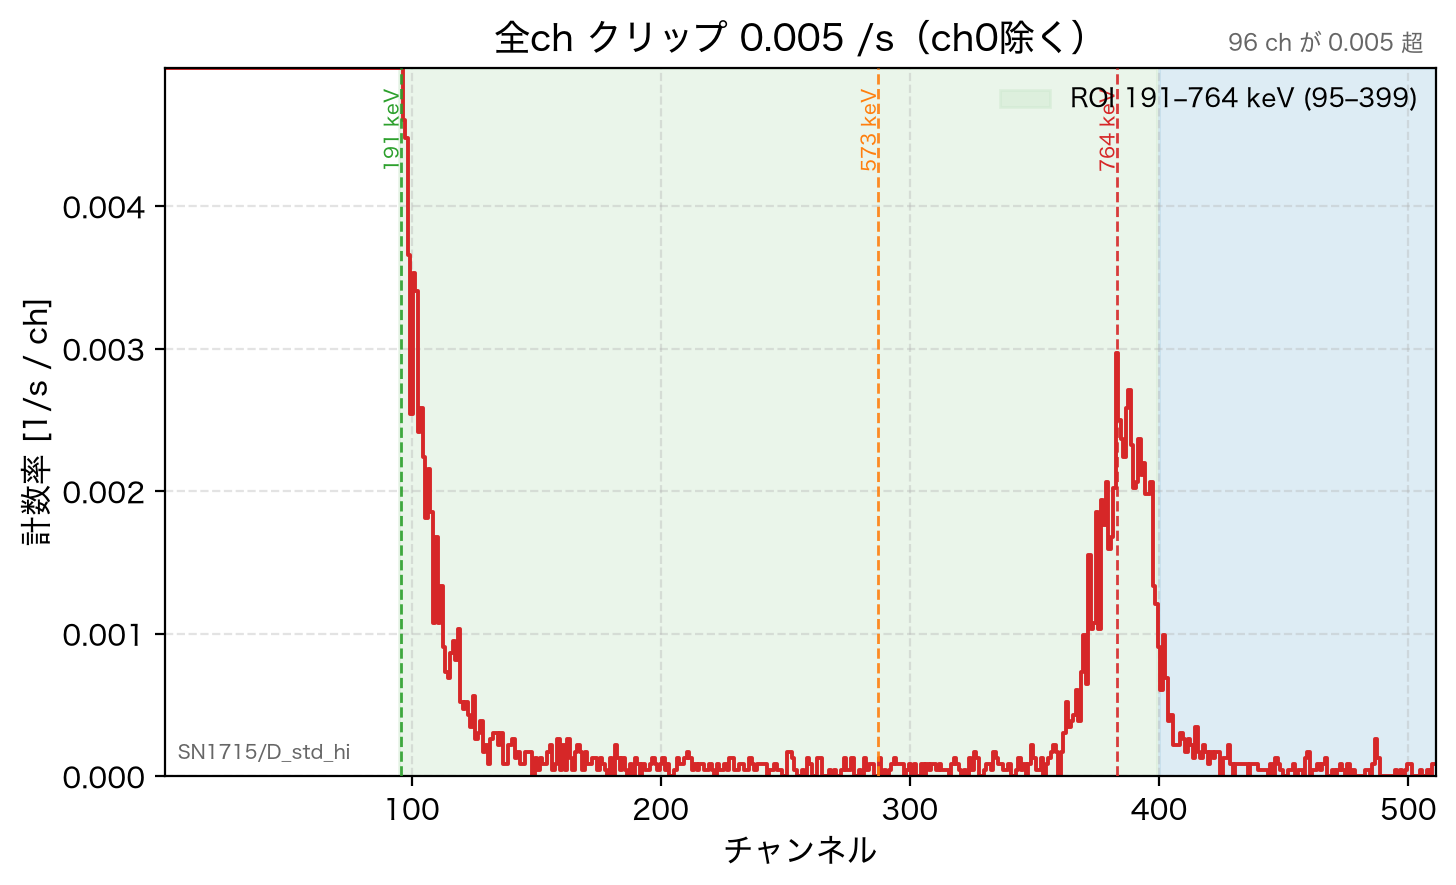 全ch クリップ 0.005 /s（ch0除く）
96 ch が 0.005 超
ROI 191–764 keV (95–399)
191 keV
573 keV
764 keV
計数率 [1/s / ch]
0.004
0.003
0.002
0.001
0.000
SN1715/D_std_hi
100
200
300
400
500
チャンネル